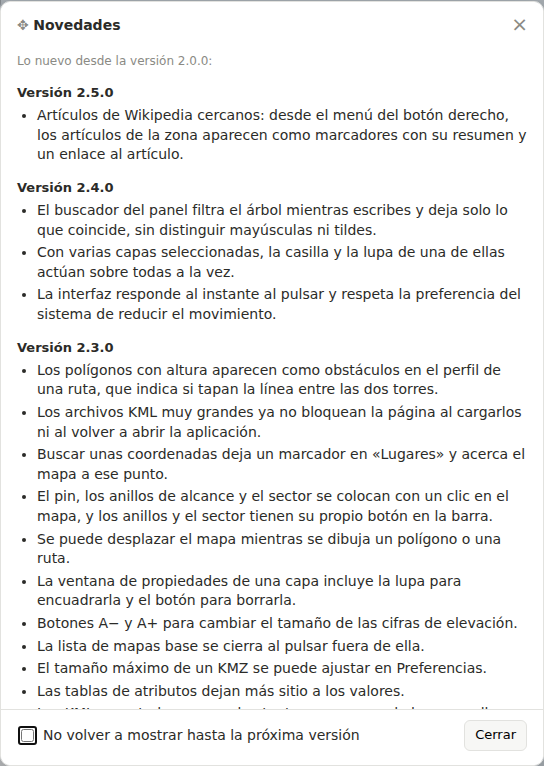 Novedades
Lo nuevo desde la versión 2.0.0:
Versión 2.5.0
• Artículos de Wikipedia cercanos: desde el menú del botón derecho,
los artículos de la zona aparecen como marcadores con su resumen y
un enlace al artículo.
Versión 2.4.0
• El buscador del panel filtra el árbol mientras escribes y deja solo lo
que coincide, sin distinguir mayúsculas ni tildes.
• Con varias capas seleccionadas, la casilla y la lupa de una de ellas
actúan sobre todas a la vez.
• La interfaz responde al instante al pulsar y respeta la preferencia del
sistema de reducir el movimiento.
Versión 2.3.0
• Los polígonos con altura aparecen como obstáculos en el perfil de
una ruta, que indica si tapan la línea entre las dos torres.
• Los archivos KML muy grandes ya no bloquean la página al cargarlos
ni al volver a abrir la aplicación.
• Buscar unas coordenadas deja un marcador en «Lugares» y acerca el
mapa a ese punto.
• El pin, los anillos de alcance y el sector se colocan con un clic en el
mapa, y los anillos y el sector tienen su propio botón en la barra.
• Se puede desplazar el mapa mientras se dibuja un polígono o una
ruta.
• La ventana de propiedades de una capa incluye la lupa para
encuadrarla y el botón para borrarla.
• Botones A− y A+ para cambiar el tamaño de las cifras de elevación.
• La lista de mapas base se cierra al pulsar fuera de ella.
• El tamaño máximo de un KMZ se puede ajustar en Preferencias.
• Las tablas de atributos dejan más sitio a los valores.
No volver a mostrar hasta la próxima versión
Cerrar